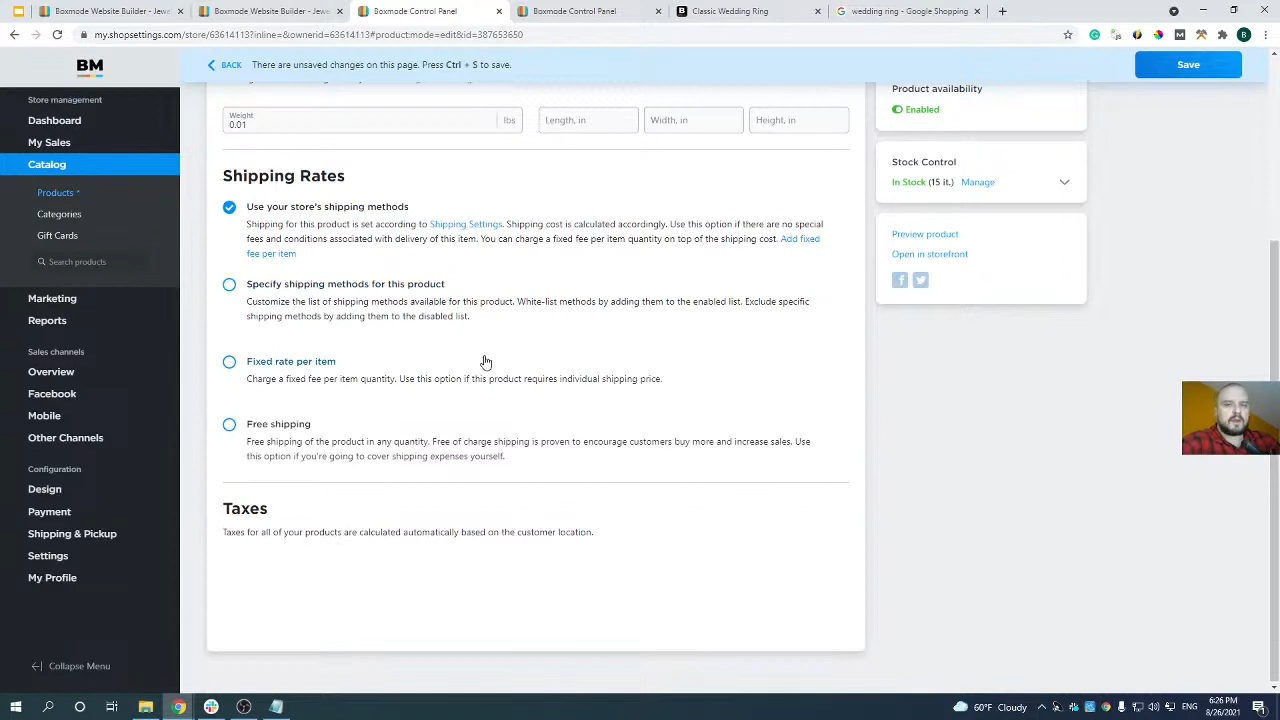 Boxmode Website Builder - Jewe
Boxmode Website Builder - Jewe
Boxmode Control Panel
Boxmode Control Panel
Classic Wedding Ring
wedding ring - Google Shopping
my.shopsettings.com/store/63614113?inline=&ownerid=63614113#product:mode=edit&id=387653650
BM
BACK
There are unsaved changes on this page. Press Ctrl + S to save.
Save
Store management
Dashboard
My Sales
Catalog
Products *
Categories
Gift Cards
Search products
Marketing
Reports
Sales channels
Overview
Facebook
Mobile
Other Channels
Configuration
Design
Payment
Shipping & Pickup
Settings
My Profile
Collapse Menu
Weight
0.01
lbs
Length, in
Width, in
Height, in
Shipping Rates
Use your store's shipping methods
Shipping for this product is set according to Shipping Settings. Shipping cost is calculated accordingly. Use this option if there are no special
fees and conditions associated with delivery of this item. You can charge a fixed fee per item quantity on top of the shipping cost. Add fixed
fee per item
Specify shipping methods for this product
Customize the list of shipping methods available for this product. White-list methods by adding them to the enabled list. Exclude specific
shipping methods by adding them to the disabled list.
Fixed rate per item
Charge a fixed fee per item quantity. Use this option if this product requires individual shipping price.
Free shipping
Free shipping of the product in any quantity. Free of charge shipping is proven to encourage customers buy more and increase sales. Use
this option if you're going to cover shipping expenses yourself.
Taxes
Taxes for all of your products are calculated automatically based on the customer location.
Product availability
Enabled
Stock Control
In Stock (15 it.) Manage
Preview product
Open in storefront
68°F Cloudy
ENG
6:26 PM
8/26/2021